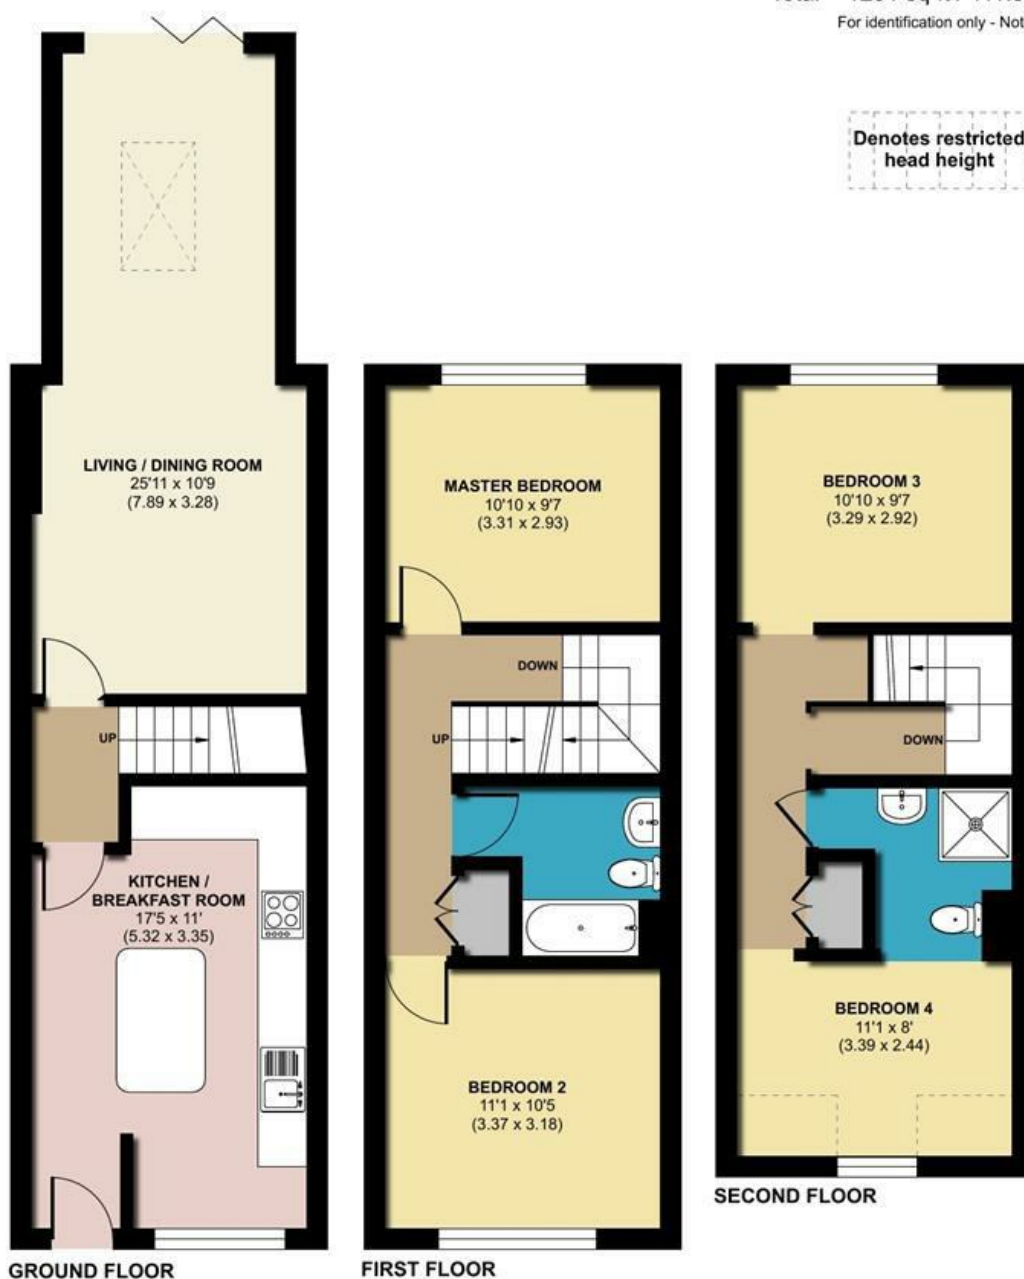 For identification only - Not
Denotes restricted
head height
LIVING / DINING ROOM
25'11 x 10'9
(7.89 x 3.28)
UP
KITCHEN /
BREAKFAST ROOM
17'5 x 11'
(5.32 x 3.35)
GROUND FLOOR
MASTER BEDROOM
10'10 x 9'7
(3.31 x 2.93)
DOWN
UP
BEDROOM 2
11'1 x 10'5
(3.37 x 3.18)
FIRST FLOOR
BEDROOM 3
10'10 x 9'7
(3.29 x 2.92)
DOWN
BEDROOM 4
11'1 x 8'
(3.39 x 2.44)
SECOND FLOOR